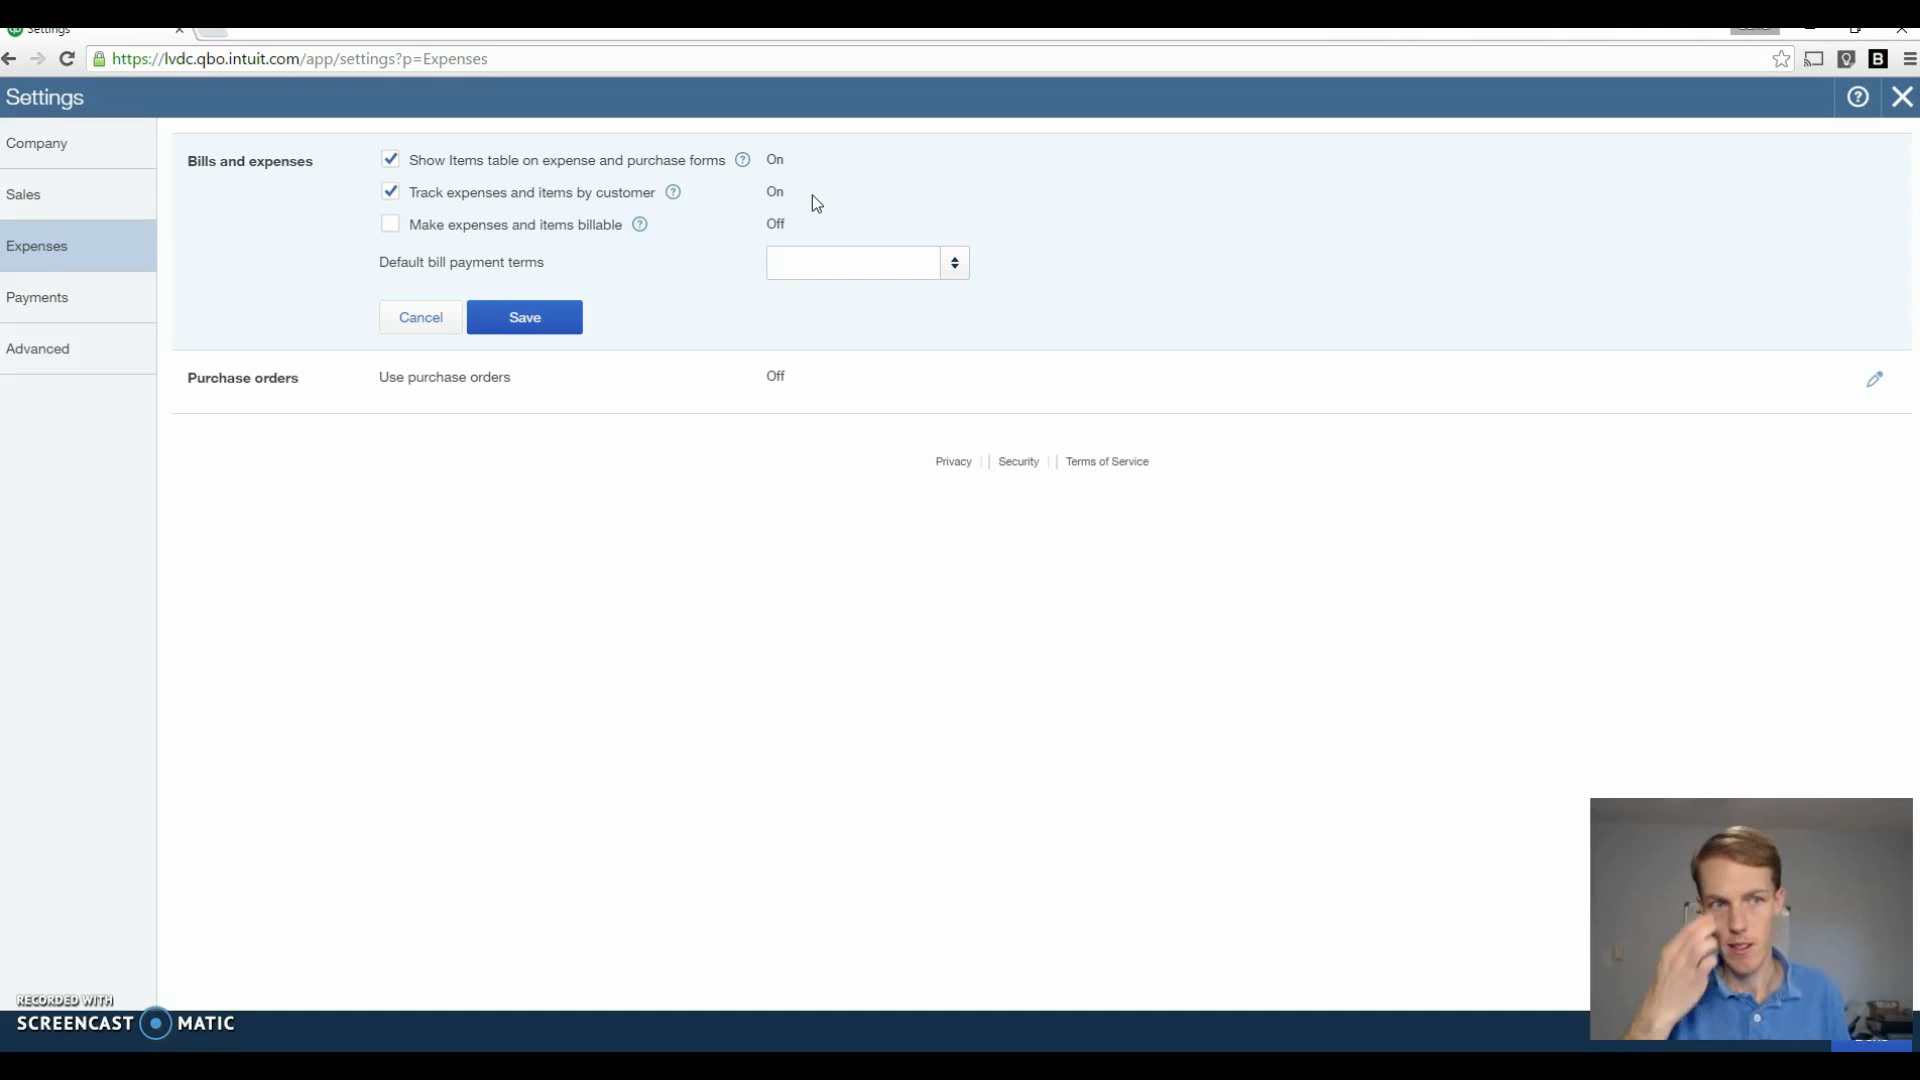 Settings
https://lvdc.qbo.intuit.com/app/settings?p=Expenses
B
Settings
Company
Sales
Expenses
Payments
Advanced
Bills and expenses
Show Items table on expense and purchase forms ? On
Track expenses and items by customer ? On
Make expenses and items billable ? Off
Default bill payment terms
Cancel Save
Purchase orders Use purchase orders Off
Privacy | Security | Terms of Service
RECORDED WITH
SCREENCAST MATIC